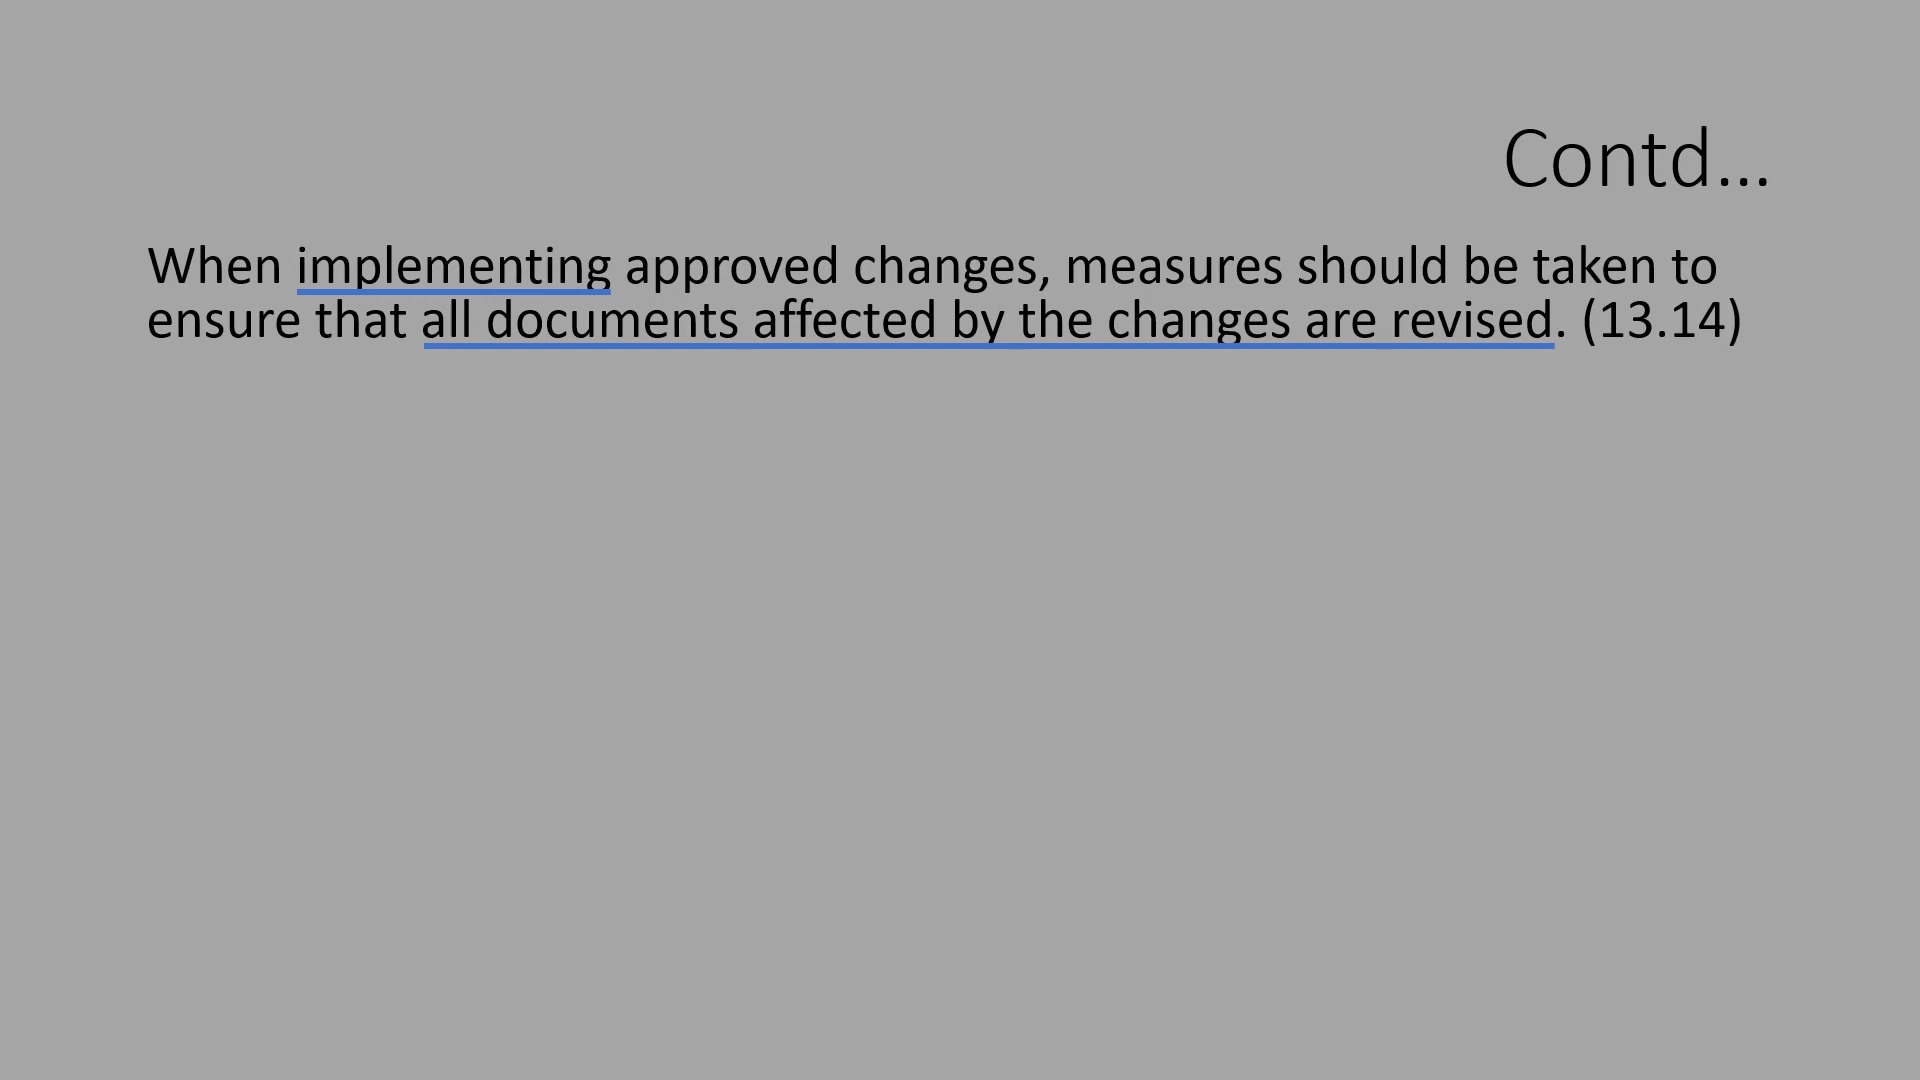 Contd...
When implementing approved changes, measures should be taken to
ensure that all documents affected by the changes are revised. (13.14)